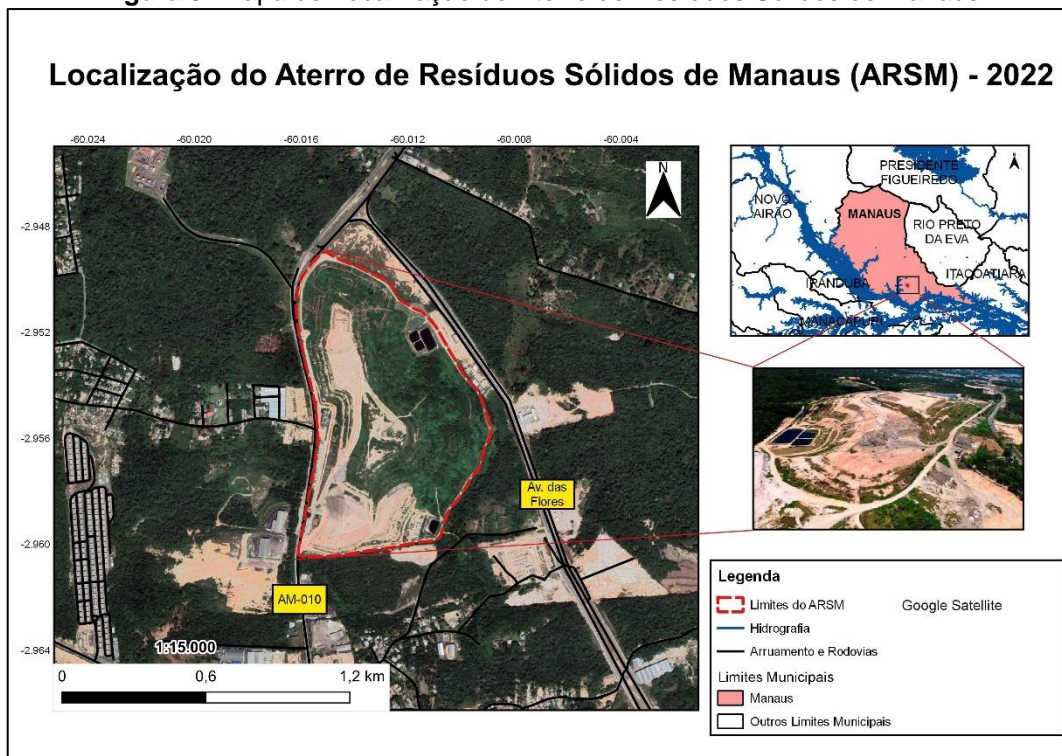 Localização do Aterro de Resíduos Sólidos de Manaus (ARSM) - 2022
-60.024 -60.020 -60.016 -60.012 -60.008 -60.004
N
-2.948
-2.952
-2.956
-2.960
-2.964
Av. das
Flores
AM-010
1:15.000
0 0,6 1,2 km
N
PRESIDENTE
FIGUEIREDO
NOVO
AIRÃO
MANAUS
RIO PRETO
DA EVA
ITACOATIARA
IRANDUBA
MANACAPURU
Legenda
Limites do ARSM Google Satellite
Hidrografia
Arruamento e Rodovias
Limites Municipais
Manaus
Outros Limites Municipais